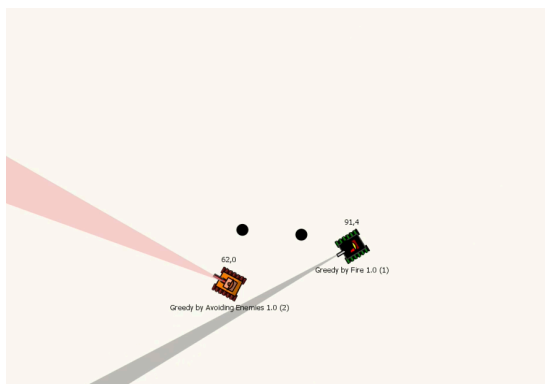 91,4
62,0
Greedy by Fire 1.0 (1)
Greedy by Avoiding Enemies 1.0 (2)